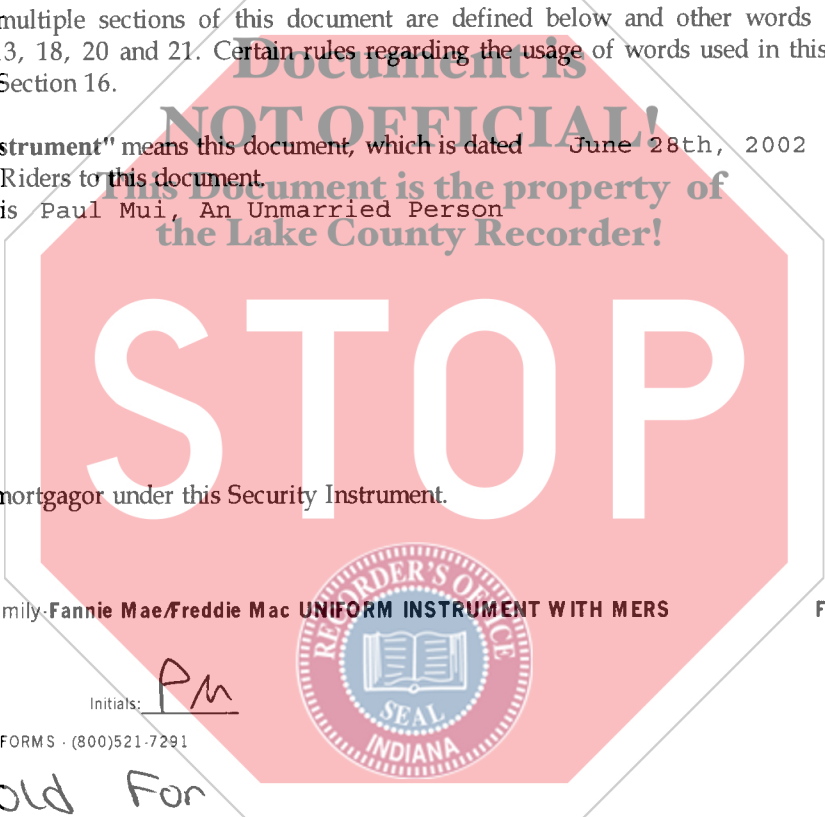 multiple sections of this document are defined below and other words
3, 18, 20 and 21. Certain rules regarding the usage of words used in this
Section 16.
Document is
NOT OFFICIAL!
strument" means this document, which is dated June 28th, 2002
Riders to this document.
This Document is the property of
is Paul Mui, An Unmarried Person
the Lake County Recorder!
STOP
mortgagor under this Security Instrument.
mily-Fannie Mae/Freddie Mac UNIFORM INSTRUMENT WITH MERS F
RECORDER'S OFFICE
SEAL
INDIANA
Initials: PM
FORMS - (800)521-7291
old For